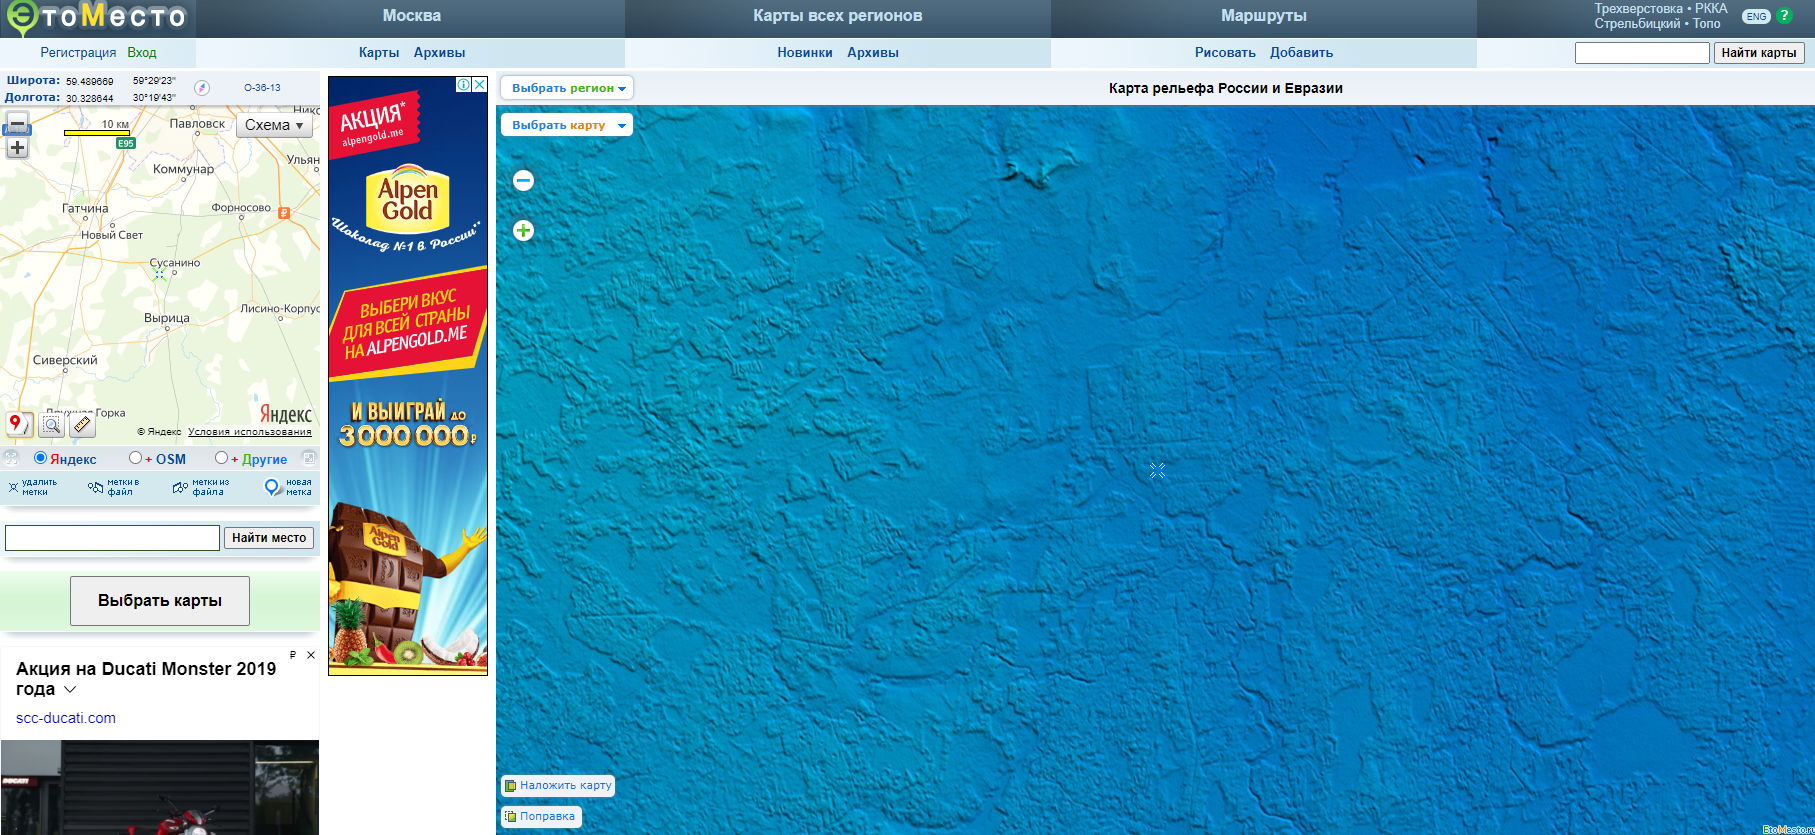 ЭтоМесто
Москва
Карты всех регионов
Маршруты
Трехверстовка • РККА
Стрельбицкий • Топо
ENG
?
Регистрация Вход
Карты Архивы
Новинки Архивы
Рисовать Добавить
Найти карты
Широта: 59.489669 59°29'23"
Долгота: 30.328644 30°19'43"
O-36-13
Выбрать регион
Карта рельефа России и Евразии
Выбрать карту
10 км
Павловск
Схема
E95
Ульян
Коммунар
Гатчина
Форносово
Новый Свет
Сусанино
Лисино-Корпус
Вырица
Сиверский
Дружная Горка
Яндекс
© Яндекс Условия использования
Яндекс
+ OSM
+ Другие
удалить
метки
метки в
файл
метки из
файла
новая
метка
Найти место
Выбрать карты
Акция на Ducati Monster 2019
года
scc-ducati.com
DUCATI
АКЦИЯ*
alpengold.me
Alpen
Gold
Шоколад №1 в России**
ВЫБЕРИ ВКУС
ДЛЯ ВСЕЙ СТРАНЫ
НА ALPENGOLD.ME
И ВЫИГРАЙ ДО
3 000 000 ₽
Alpen
Gold
Наложить карту
Поправка
EtoMesto.ru